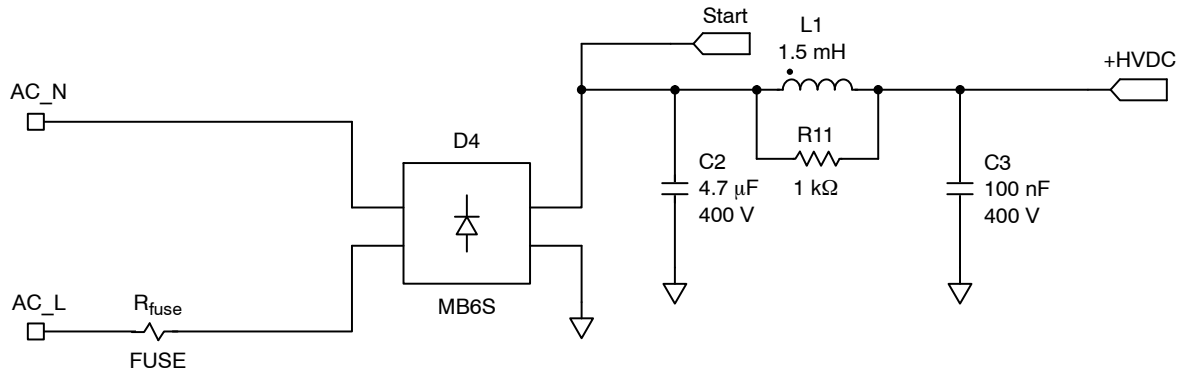 Start
L1
1.5 mH
+HVDC
AC_N
D4
R11
1 kΩ
C2
4.7 μF
400 V
C3
100 nF
400 V
MB6S
AC_L
Rfuse
FUSE